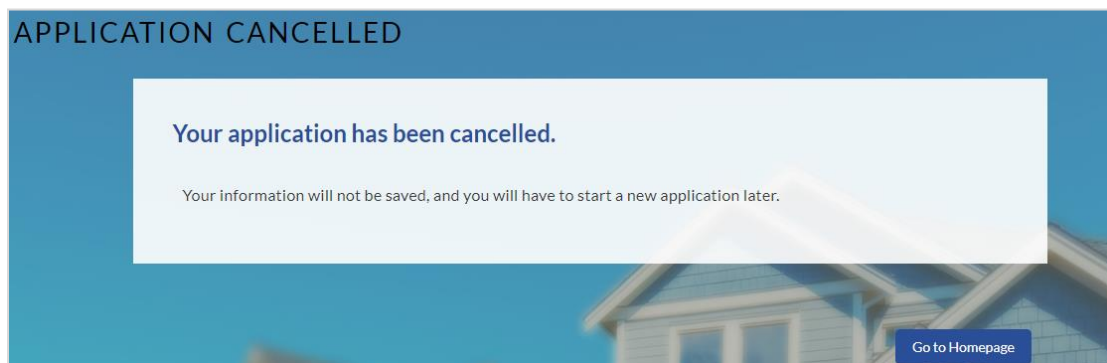 APPLICATION CANCELLED
Your application has been cancelled.
Your information will not be saved, and you will have to start a new application later.
Go to Homepage